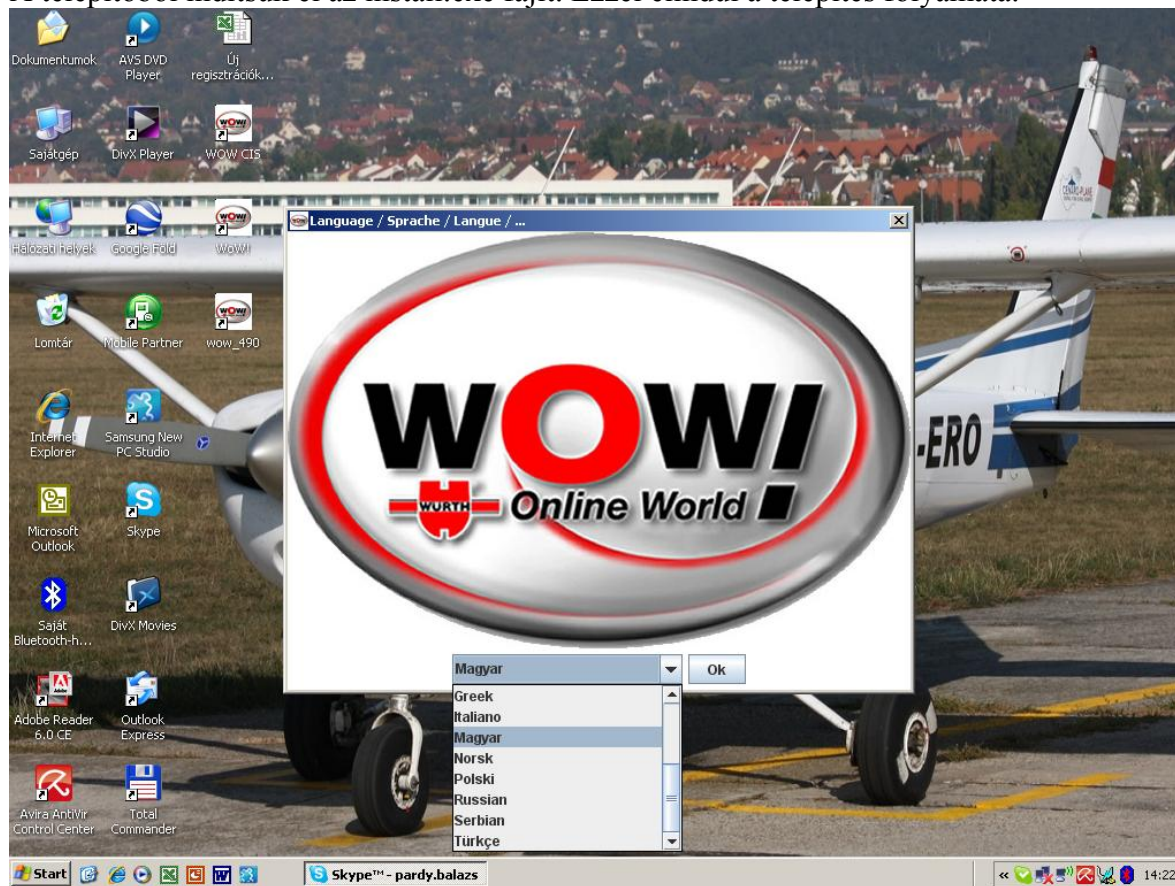 A telepítőből indítsuk el az install.exe fájlt. Ezzel elindul a telepítés folyamata.
Dokumentumok
AVS DVD
Player
Új
regisztrációk...
Sajátgép
DivX Player
WOW CIS
Hálózati helyek
Google Föld
WoW!
Lomtár
Mobile Partner
wow_490
Internet
Explorer
Samsung New
PC Studio
Microsoft
Outlook
Skype
Saját
Bluetooth-h...
DivX Movies
Adobe Reader
6.0 CE
Outlook
Express
Avira AntiVir
Control Center
Total
Commander
CENARO-PLANE
-ERO
Language / Sprache / Langue / ...
WOW!
WÜRTH
Online World
Magyar
Ok
Greek
Italiano
Magyar
Norsk
Polski
Russian
Serbian
Türkçe
Start
Skype™ - pardy.balazs